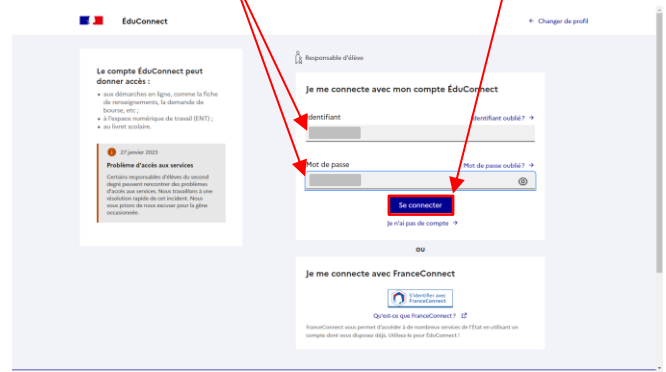 ÉduConnect
← Changer de profil
Le compte ÉduConnect peut
donner accès :
• aux démarches en ligne, comme la fiche
de renseignements, la demande de
bourse, etc ;
• à l'espace numérique de travail (ENT) ;
• au livret scolaire.
27 janvier 2023
Problème d'accès aux services
Certains responsables d'élèves du second
degré peuvent rencontrer des problèmes
d'accès aux services. Nous travaillons à une
résolution rapide de cet incident. Nous
vous prions de nous excuser pour la gêne
occasionnée.
Responsable d'élève
Je me connecte avec mon compte ÉduConnect
Identifiant
Identifiant oublié? →
Mot de passe
Mot de passe oublié? →
Se connecter
Je n'ai pas de compte →
OU
Je me connecte avec FranceConnect
S'identifier avec
FranceConnect
Qu'est-ce que FranceConnect?
FranceConnect vous permet d'accéder à de nombreux services de l'État en utilisant un
compte dont vous disposez déjà. Utilisez-le pour ÉduConnect !